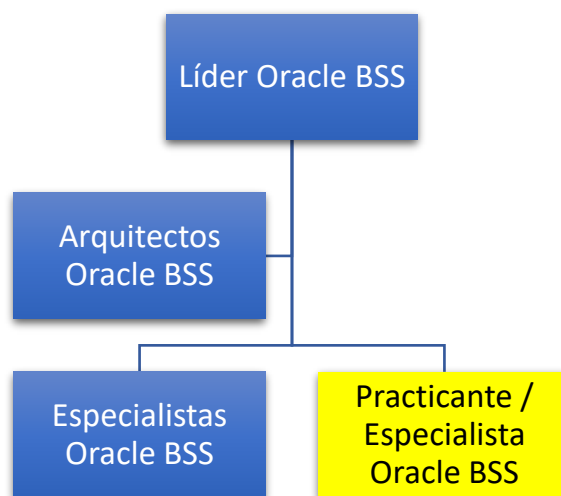 Líder Oracle BSS
Arquitectos
Oracle BSS
Especialistas
Oracle BSS
Practicante /
Especialista
Oracle BSS